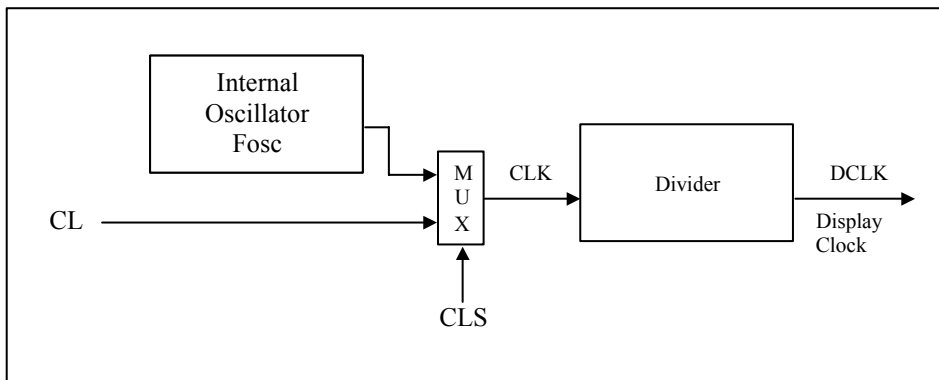 Internal
Oscillator
Fosc
M
U
X
CL
CLS
CLK
Divider
DCLK
Display
Clock